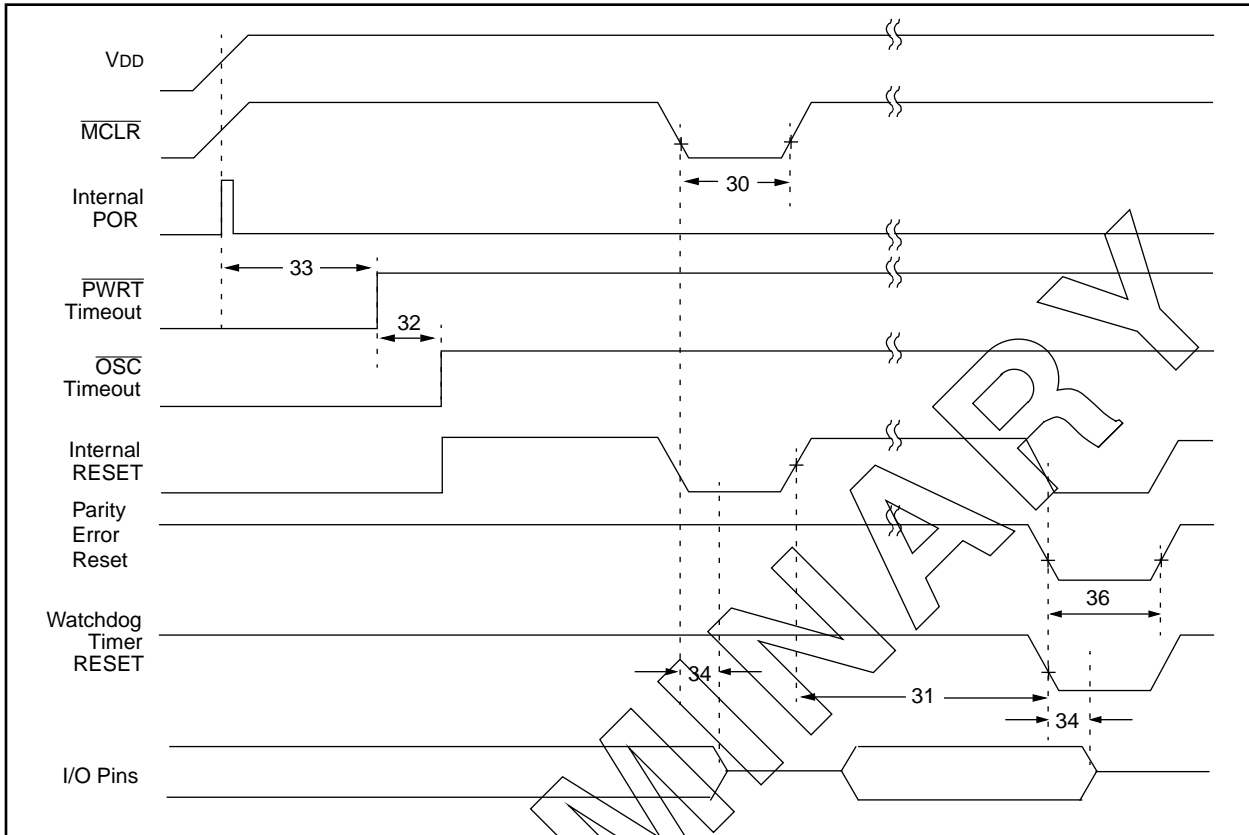 VDD
MCLR
Internal
POR
30
33
PWRT
Timeout
32
OSC
Timeout
Internal
RESET
Parity
Error
Reset
36
Watchdog
Timer
RESET
34
31
34
I/O Pins
MINARY